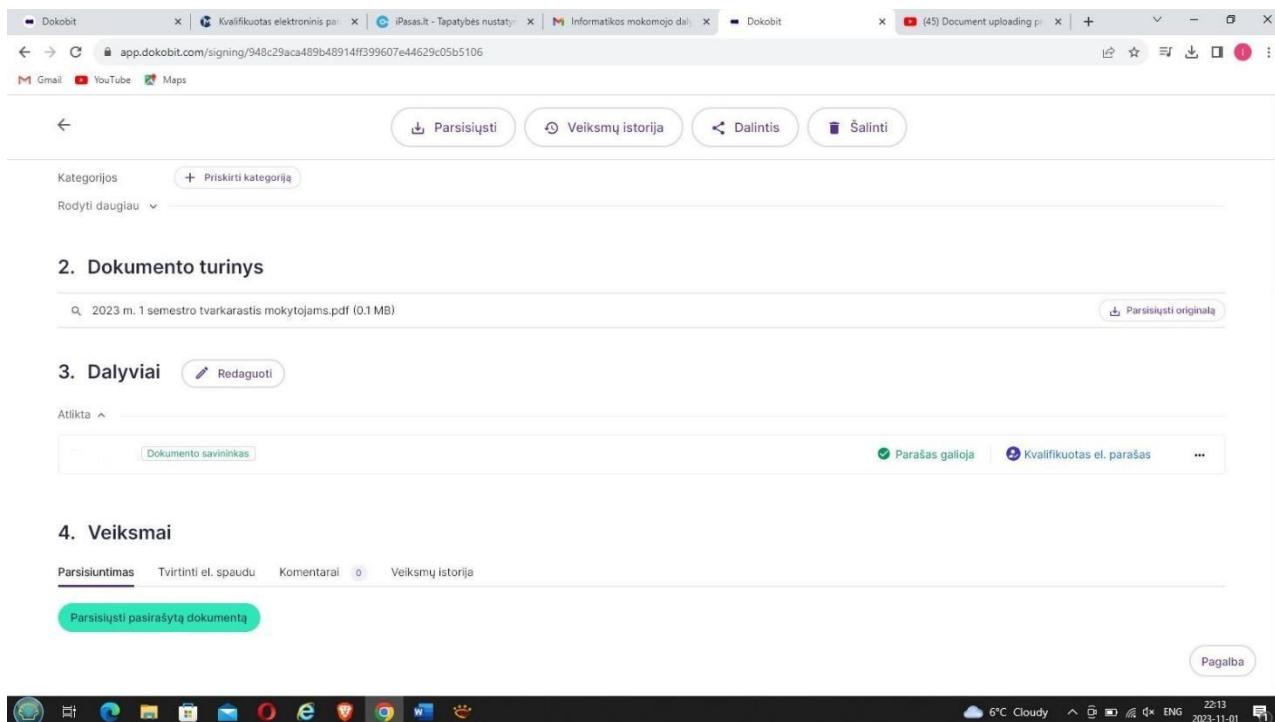 Dokobit
Kvalifikuotas elektroninis par
iPasas.lt - Tapatybės nustaty
Informatikos mokomojo daly
Dokobit
(45) Document uploading pr
app.dokobit.com/signing/948c29aca489b48914ff399607e44629c05b5106
Gmail YouTube Maps
Parsisiųsti Veiksmų istorija Dalintis Šalinti
Kategorijos + Priskirti kategoriją
Rodyti daugiau
2. Dokumento turinys
2023 m. 1 semestro tvarkarastis mokytojams.pdf (0.1 MB) Parsisiųsti originalą
3. Dalyviai Redaguoti
Atlikta
Dokumento savininkas Parašas galioja Kvalifikuotas el. parašas
4. Veiksmai
Parsisiuntimas Tvirtinti el. spaudu Komentarai 0 Veiksmų istorija
Parsisiųsti pasirašytą dokumentą
Pagalba
6°C Cloudy ENG 22:13
2023-11-01